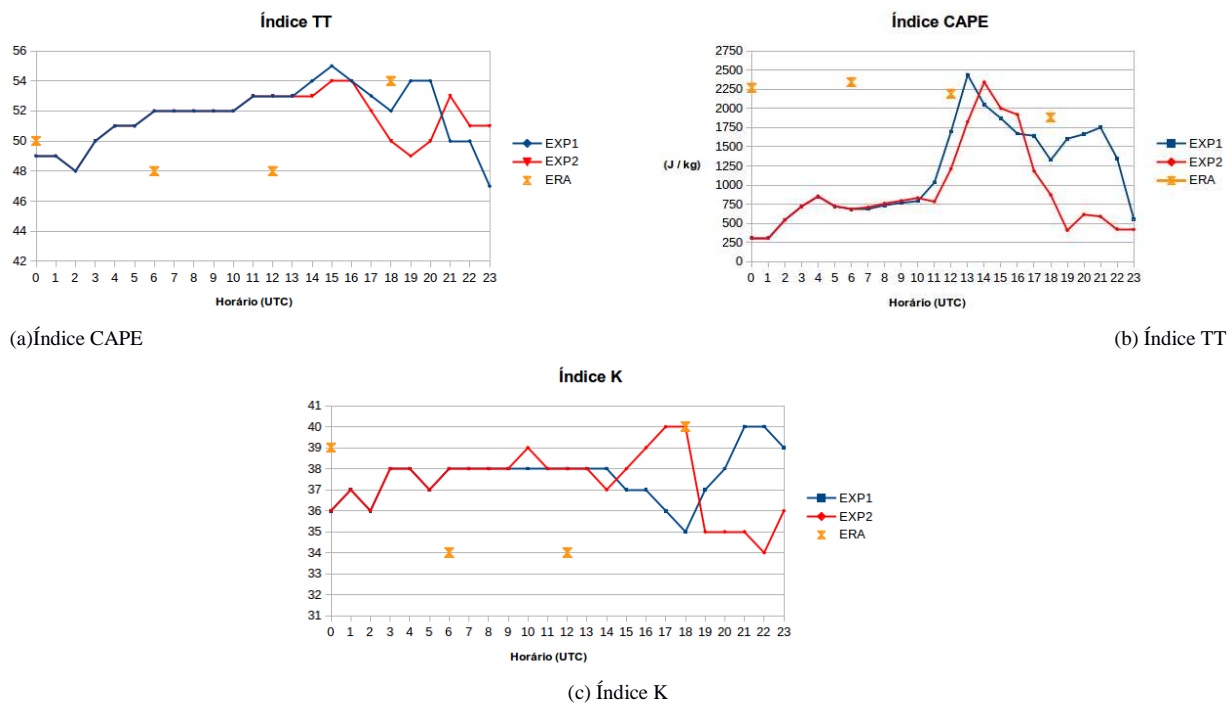 Índice TT
56
54
52
50
48
46
44
42
0 1 2 3 4 5 6 7 8 9 10 11 12 13 14 15 16 17 18 19 20 21 22 23
Horário (UTC)
EXP1
EXP2
ERA
Índice CAPE
(J / kg)
2750
2500
2250
2000
1750
1500
1250
1000
750
500
250
0
0 1 2 3 4 5 6 7 8 9 10 11 12 13 14 15 16 17 18 19 20 21 22 23
Horário (UTC)
EXP1
EXP2
ERA
(a)Índice CAPE
(b) Índice TT
Índice K
41
40
39
38
37
36
35
34
33
32
31
0 1 2 3 4 5 6 7 8 9 10 11 12 13 14 15 16 17 18 19 20 21 22 23
Horário (UTC)
EXP1
EXP2
ERA
(c) Índice K